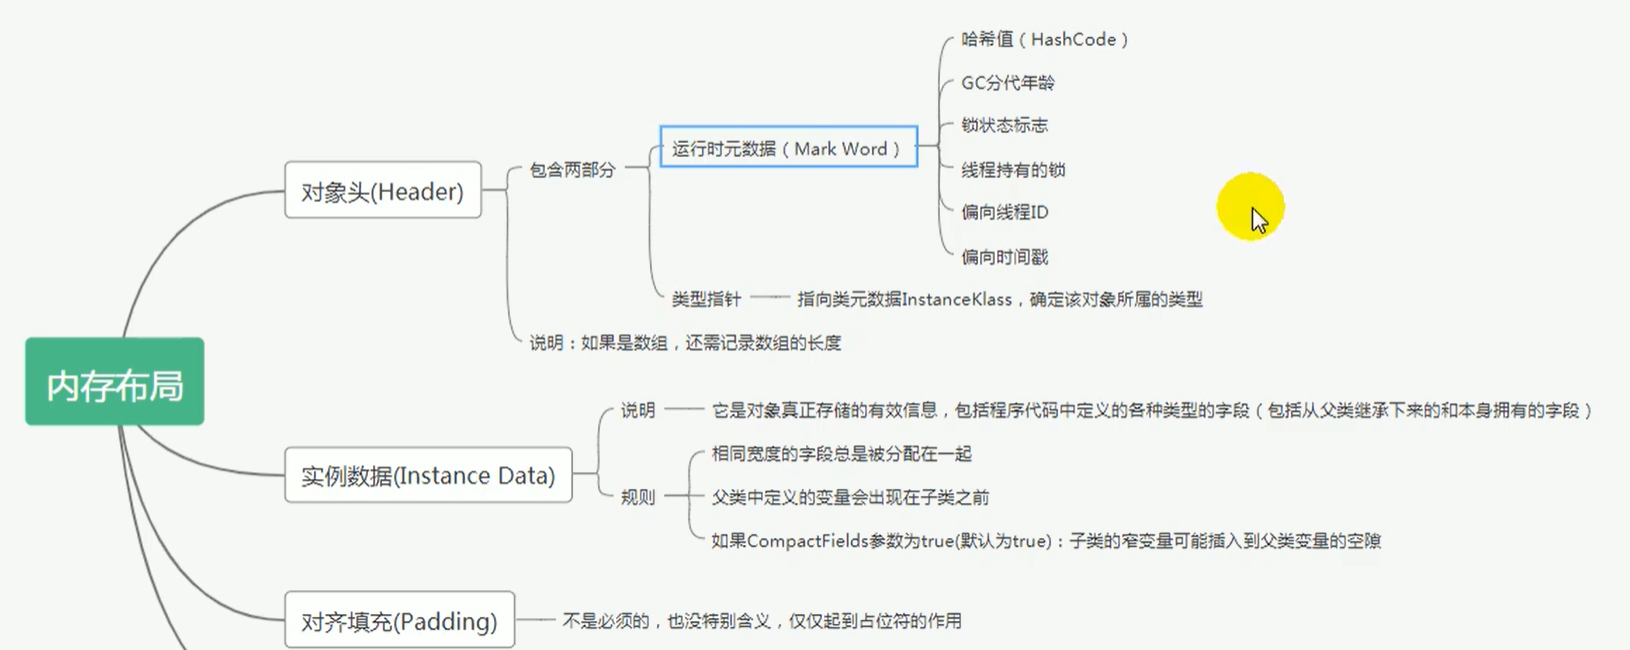 哈希值（HashCode）
GC分代年龄
锁状态标志
运行时元数据（Mark Word）
包含两部分
线程持有的锁
对象头(Header)
偏向线程ID
偏向时间戳
类型指针
指向类元数据InstanceKlass，确定该对象所属的类型
说明：如果是数组，还需记录数组的长度
内存布局
说明
它是对象真正存储的有效信息，包括程序代码中定义的各种类型的字段（包括从父类继承下来的和本身拥有的字段）
相同宽度的字段总是被分配在一起
实例数据(Instance Data)
规则
父类中定义的变量会出现在子类之前
如果CompactFields参数为true(默认为true)：子类的窄变量可能插入到父类变量的空隙
对齐填充(Padding)
不是必须的，也没特别含义，仅仅起到占位符的作用